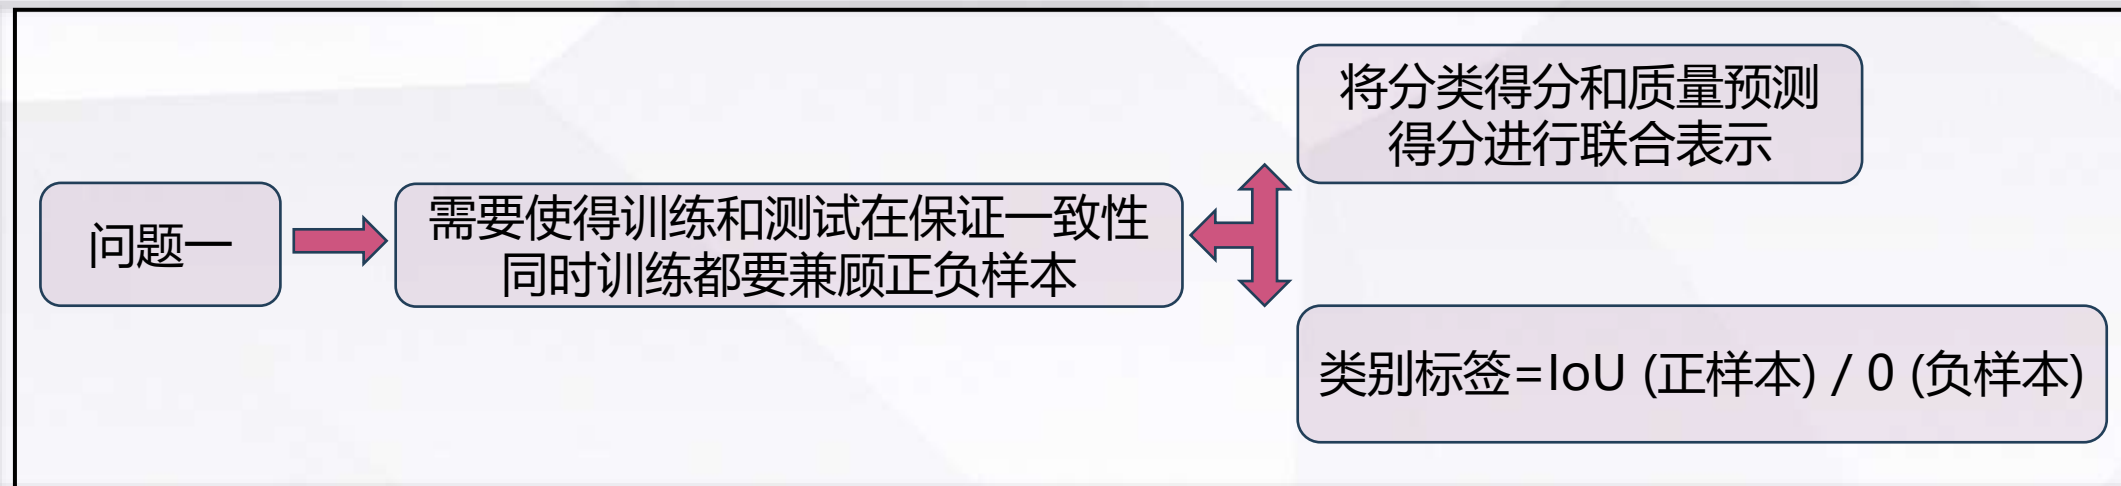 问题一
需要使得训练和测试在保证一致性
同时训练都要兼顾正负样本
将分类得分和质量预测
得分进行联合表示
类别标签=IoU (正样本) / 0 (负样本)